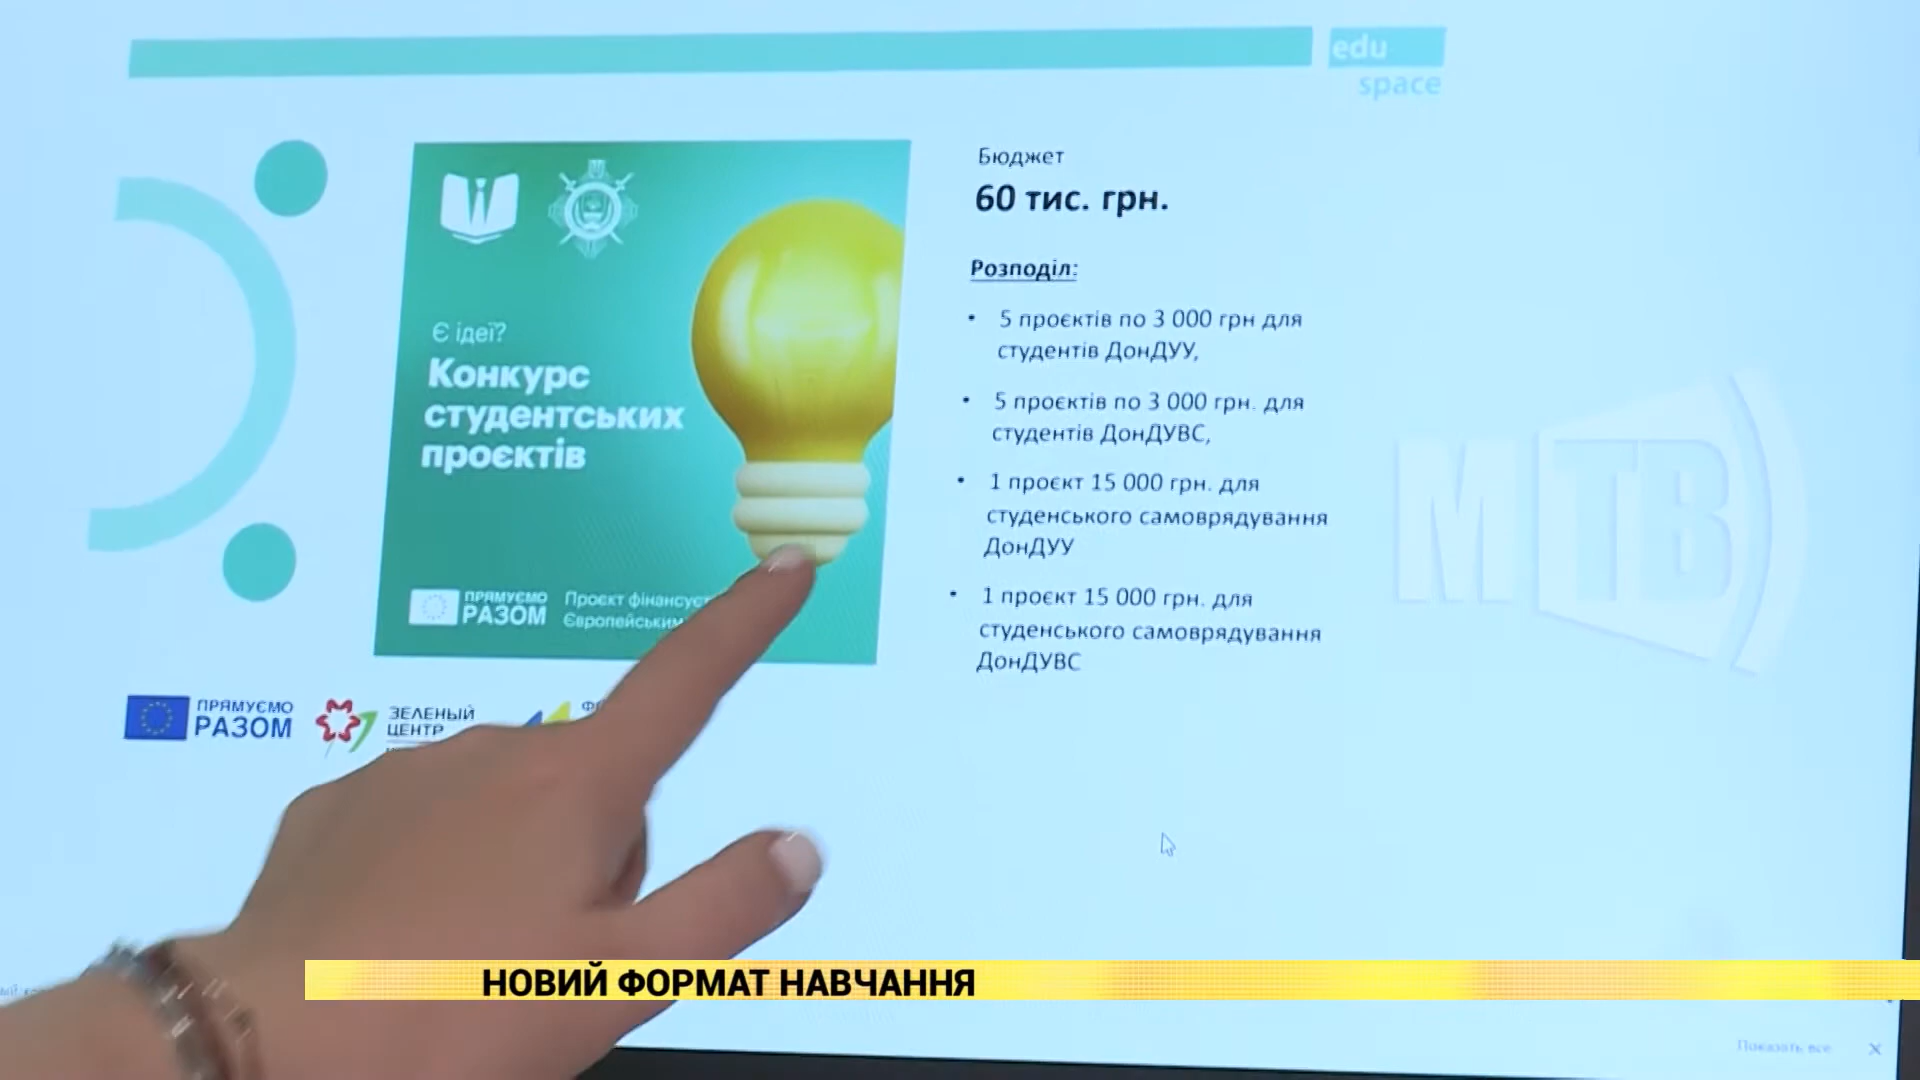 edu
space
Бюджет
60 тис. грн.
Розподіл:
• 5 проєктів по 3 000 грн для
студентів ДонДУУ,
• 5 проєктів по 3 000 грн. для
студентів ДонДУВС,
• 1 проєкт 15 000 грн. для
студенського самоврядування
ДонДУУ
• 1 проєкт 15 000 грн. для
студенського самоврядування
ДонДУВС
Є ідеї?
Конкурс
студентських
проєктів
ПРЯМУЄМО
РАЗОМ
Проєкт фінансує
Європейським
ПРЯМУЄМО
РАЗОМ
ЗЕЛЕНЫЙ
ЦЕНТР
МТВ
НОВИЙ ФОРМАТ НАВЧАННЯ
Показать все